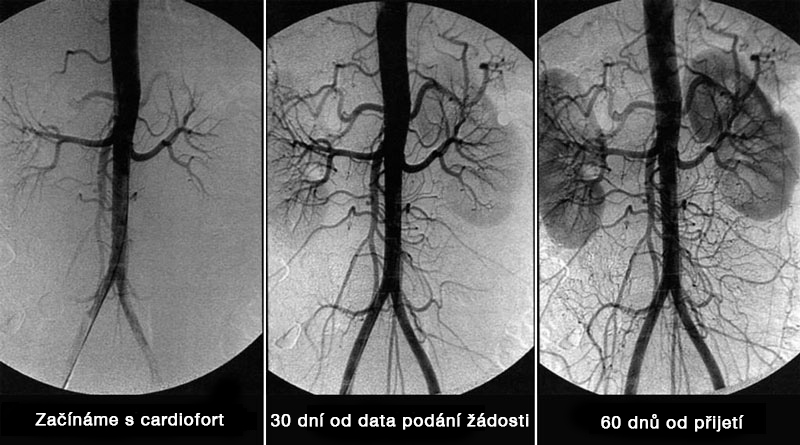 Začínáme s cardiofort
30 dní od data podání žádosti
60 dnů od přijetí